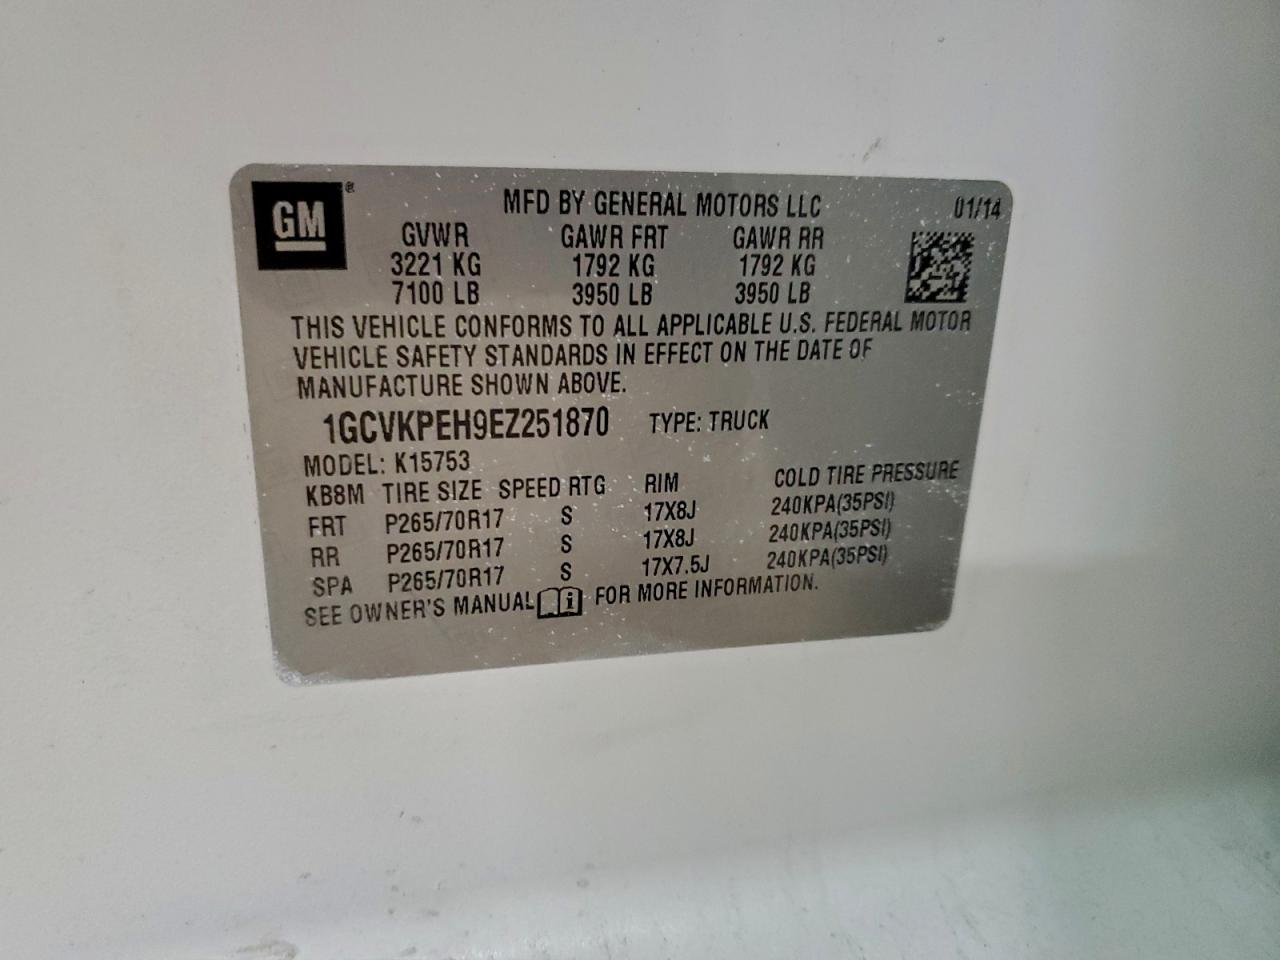 GM®
MFD BY GENERAL MOTORS LLC 01/14
GVWR GAWR FRT GAWR RR
3221 KG 1792 KG 1792 KG
7100 LB 3950 LB 3950 LB
THIS VEHICLE CONFORMS TO ALL APPLICABLE U.S. FEDERAL MOTOR
VEHICLE SAFETY STANDARDS IN EFFECT ON THE DATE OF
MANUFACTURE SHOWN ABOVE.
1GCVKPEH9EZ251870 TYPE: TRUCK
MODEL: K15753
KB8M TIRE SIZE SPEED RTG RIM COLD TIRE PRESSURE
FRT P265/70R17 S 17X8J 240KPA(35PSI)
RR P265/70R17 S 17X8J 240KPA(35PSI)
SPA P265/70R17 S 17X7.5J 240KPA(35PSI)
SEE OWNER'S MANUAL i FOR MORE INFORMATION.